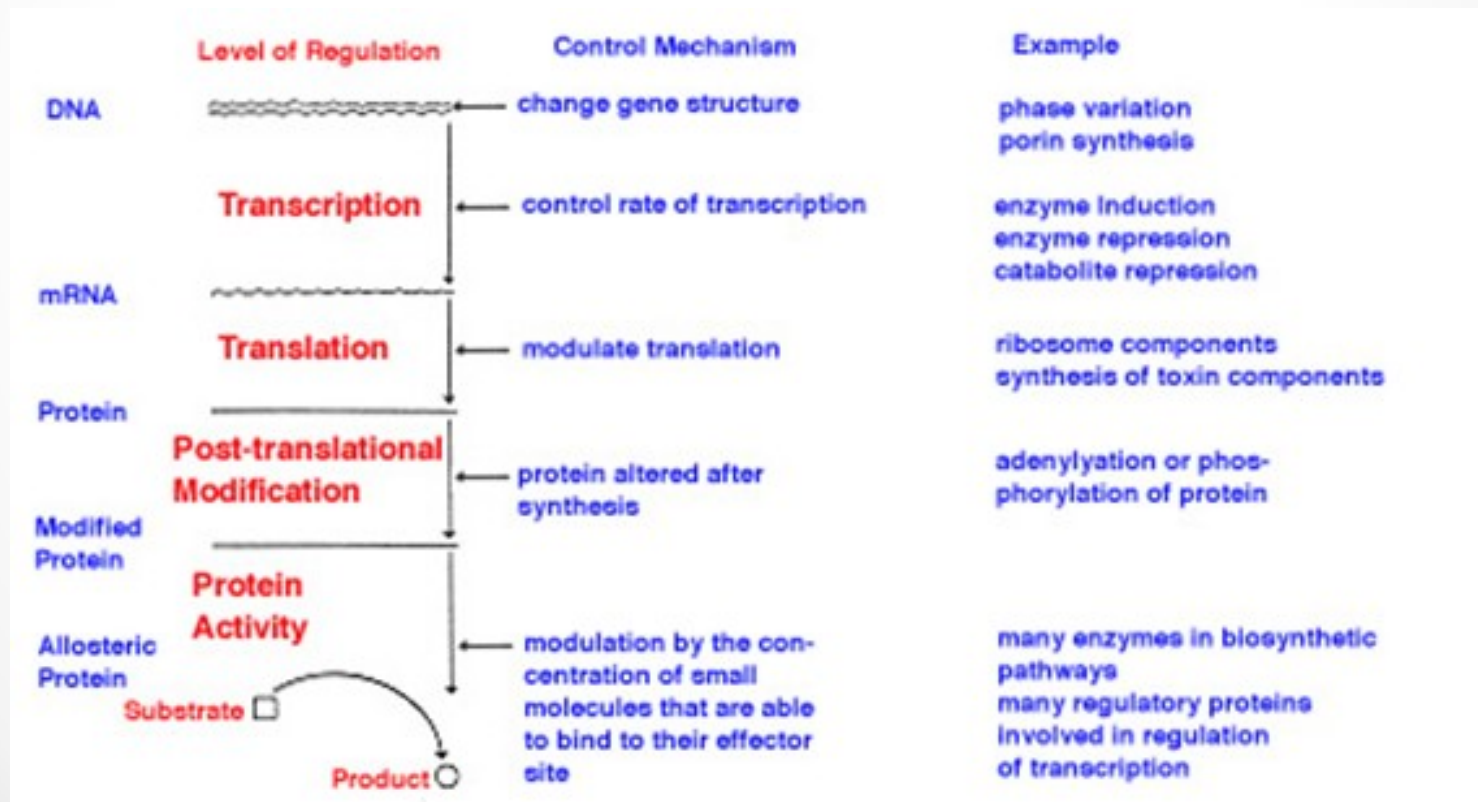 Level of Regulation Control Mechanism Example
DNA change gene structure phase variation
porin synthesis
Transcription control rate of transcription enzyme Induction
enzyme repression
catabolite repression
mRNA
Translation modulate translation ribosome components
synthesis of toxin components
Protein
Post-translational
Modification
protein altered after
synthesis
adenylyation or phos-
phorylation of protein
Modified
Protein
Protein
Activity
Allosteric
Protein
modulation by the con-
centration of small
molecules that are able
to bind to their effector
site
many enzymes in biosynthetic
pathways
many regulatory proteins
involved in regulation
of transcription
Substrate
Product